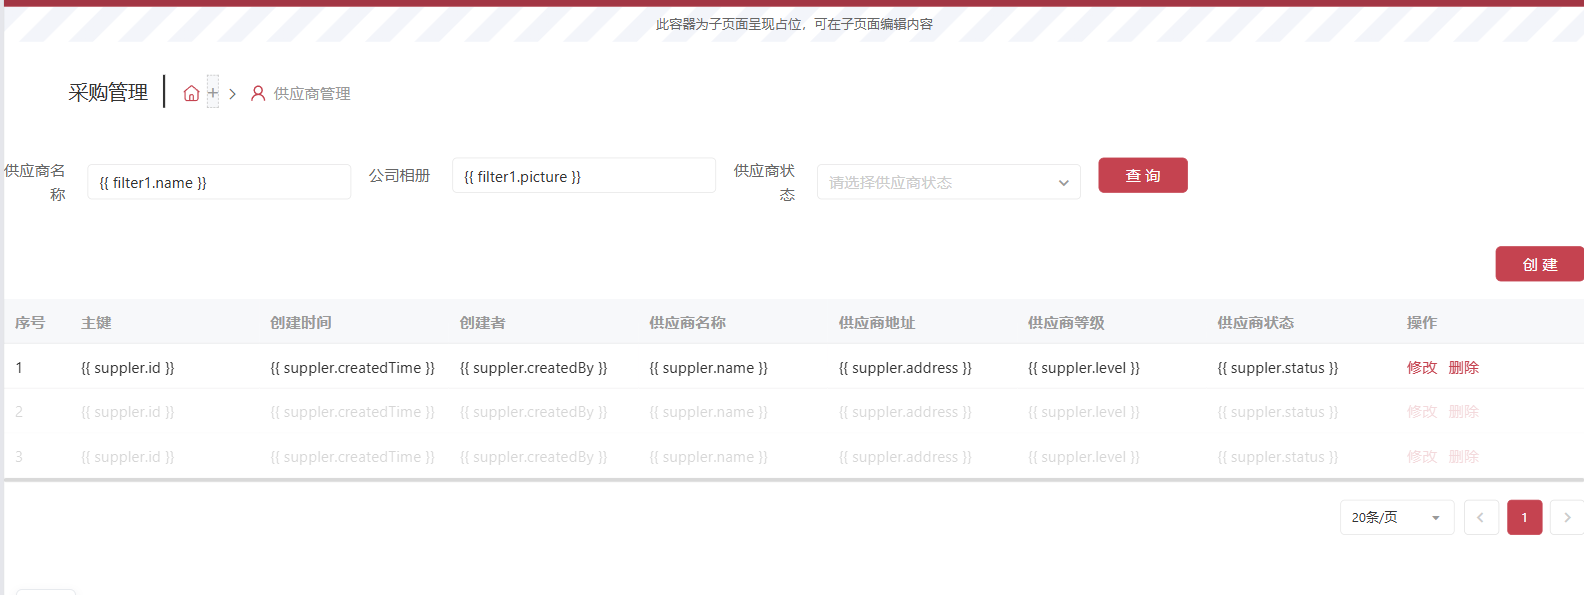 此容器为子页面呈现占位，可在子页面编辑内容
采购管理 + > 供应商管理
供应商名称 {{ filter1.name }} 公司相册 {{ filter1.picture }} 供应商状态 请选择供应商状态 查 询
创 建
序号 主键 创建时间 创建者 供应商名称 供应商地址 供应商等级 供应商状态 操作
1 {{ suppler.id }} {{ suppler.createdTime }} {{ suppler.createdBy }} {{ suppler.name }} {{ suppler.address }} {{ suppler.level }} {{ suppler.status }} 修改 删除
2 {{ suppler.id }} {{ suppler.createdTime }} {{ suppler.createdBy }} {{ suppler.name }} {{ suppler.address }} {{ suppler.level }} {{ suppler.status }} 修改 删除
3 {{ suppler.id }} {{ suppler.createdTime }} {{ suppler.createdBy }} {{ suppler.name }} {{ suppler.address }} {{ suppler.level }} {{ suppler.status }} 修改 删除
20条/页 < 1 >